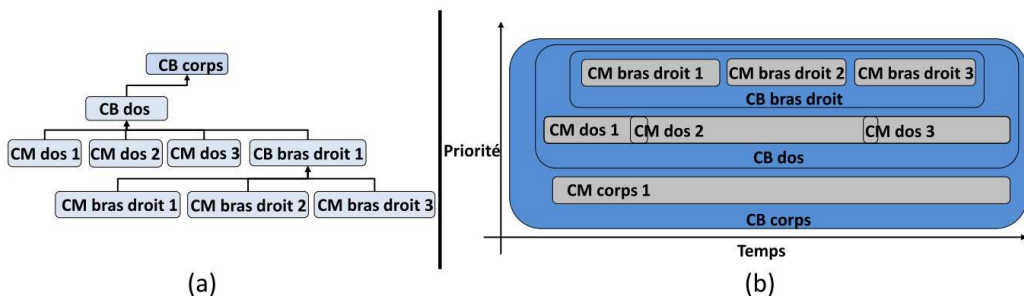 CB corps
CB dos
CM dos 1
CM dos 2
CM dos 3
CB bras droit 1
CM bras droit 1
CM bras droit 2
CM bras droit 3
(a)
Priorité
CM bras droit 1
CM bras droit 2
CM bras droit 3
CB bras droit
CM dos 1
CM dos 2
CM dos 3
CB dos
CM corps 1
CB corps
Temps
(b)